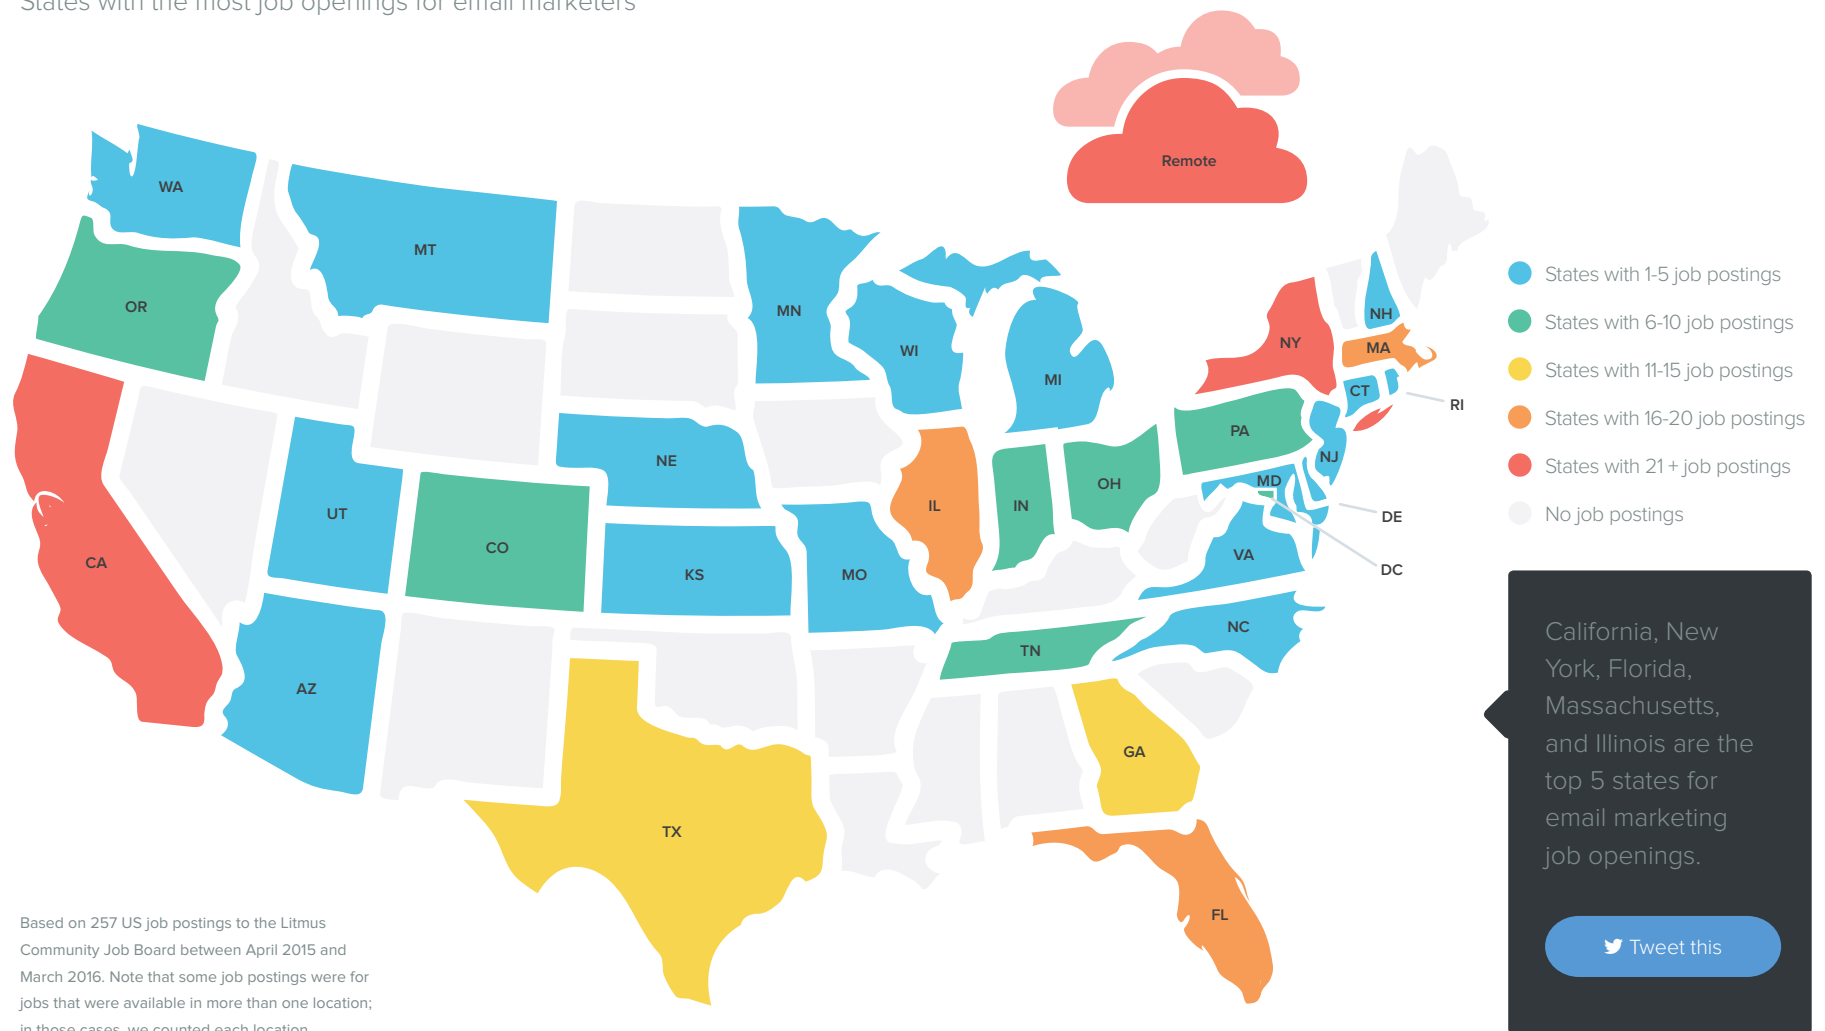 States with the most job openings for email marketers
Remote
WA
MT
OR
MN
NH
NY
MA
WI
MI
CT
RI
PA
NE
NJ
MD
OH
IL
IN
UT
DE
CO
VA
DC
KS
MO
CA
NC
TN
AZ
GA
TX
FL
States with 1-5 job postings
States with 6-10 job postings
States with 11-15 job postings
States with 16-20 job postings
States with 21 + job postings
No job postings
California, New
York, Florida,
Massachusetts,
and Illinois are the
top 5 states for
email marketing
job openings.
Tweet this
Based on 257 US job postings to the Litmus
Community Job Board between April 2015 and
March 2016. Note that some job postings were for
jobs that were available in more than one location;
in those cases, we counted each location